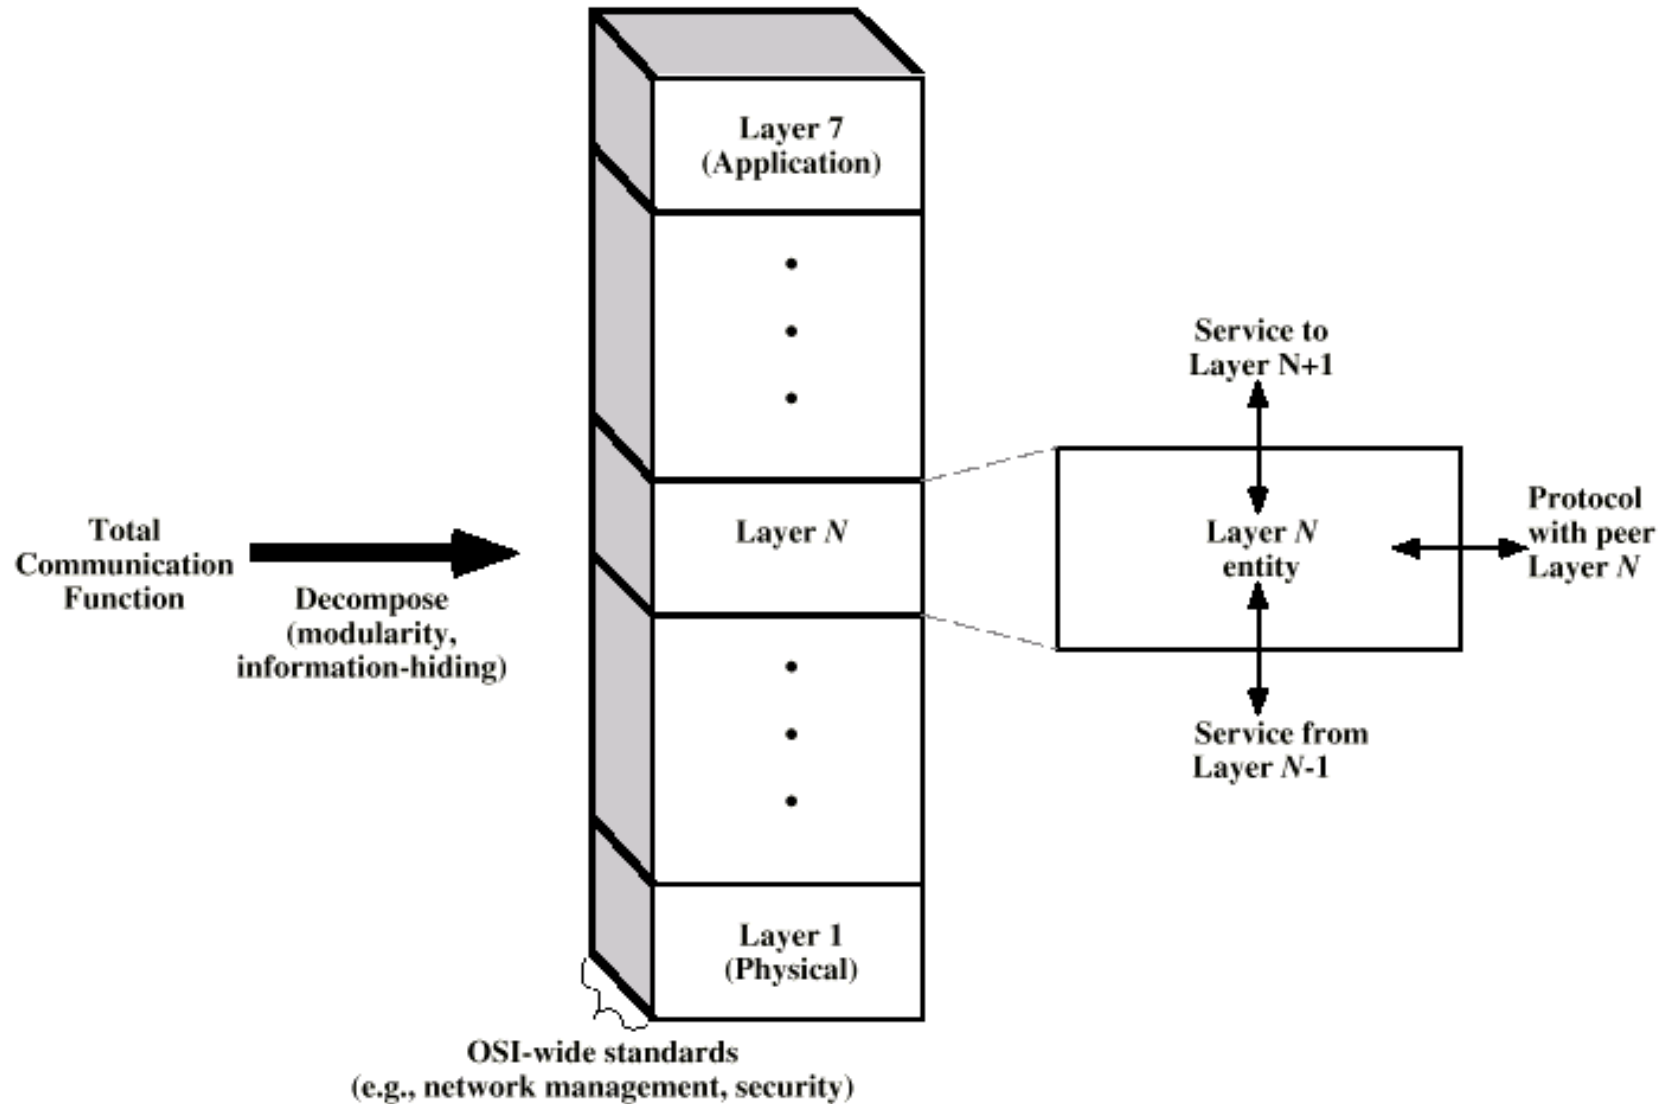 Layer 7
(Application)
Service to
Layer N+1
Total
Communication
Function
Decompose
(modularity,
information-hiding)
Layer N
Layer N
entity
Protocol
with peer
Layer N
Service from
Layer N-1
Layer 1
(Physical)
OSI-wide standards
(e.g., network management, security)